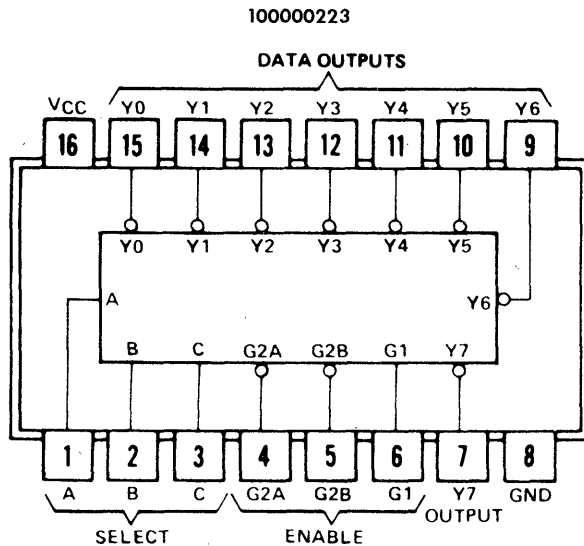 100000223
DATA OUTPUTS
VCC Y0 Y1 Y2 Y3 Y4 Y5 Y6
16 15 14 13 12 11 10 9
Y0 Y1 Y2 Y3 Y4 Y5
A Y6
B C G2A G2B G1 Y7
1 2 3 4 5 6 7 8
A B C G2A G2B G1 Y7 GND
OUTPUT
SELECT ENABLE